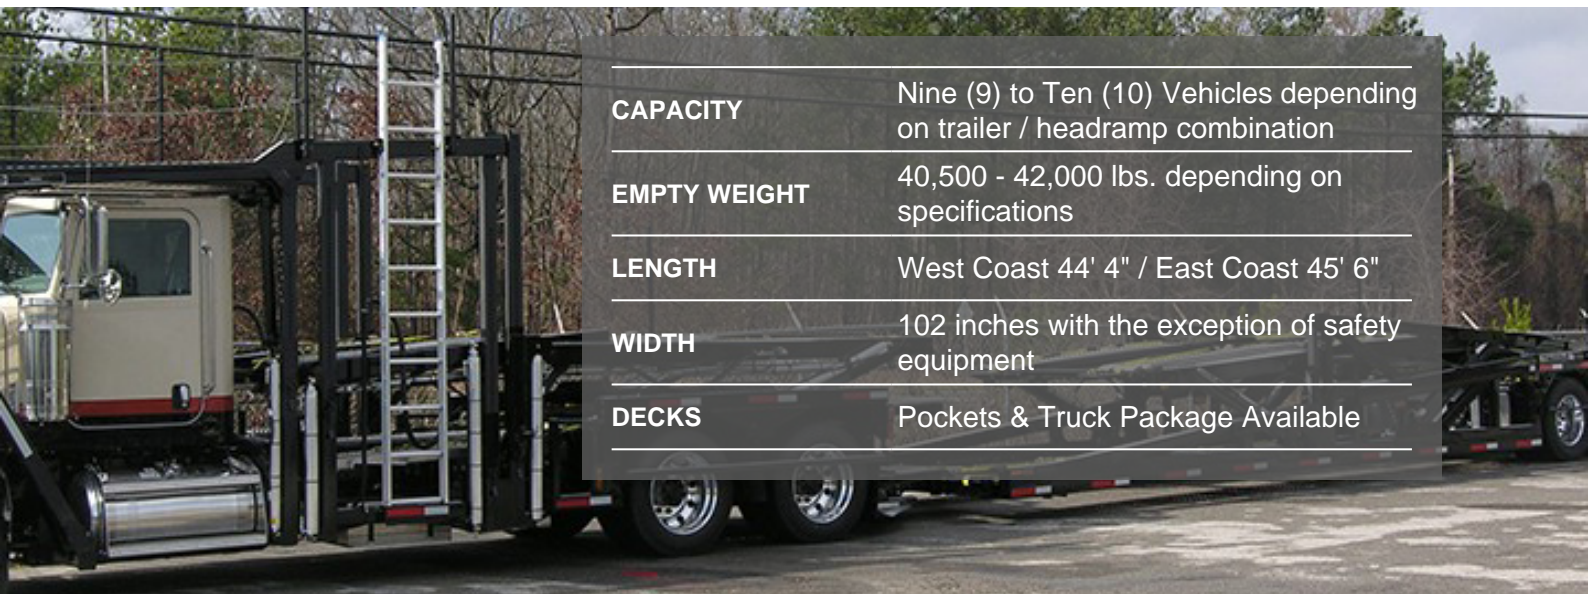 CAPACITY
Nine (9) to Ten (10) Vehicles depending
on trailer / headramp combination
EMPTY WEIGHT
40,500 - 42,000 lbs. depending on
specifications
LENGTH
West Coast 44' 4" / East Coast 45' 6"
WIDTH
102 inches with the exception of safety
equipment
DECKS
Pockets & Truck Package Available